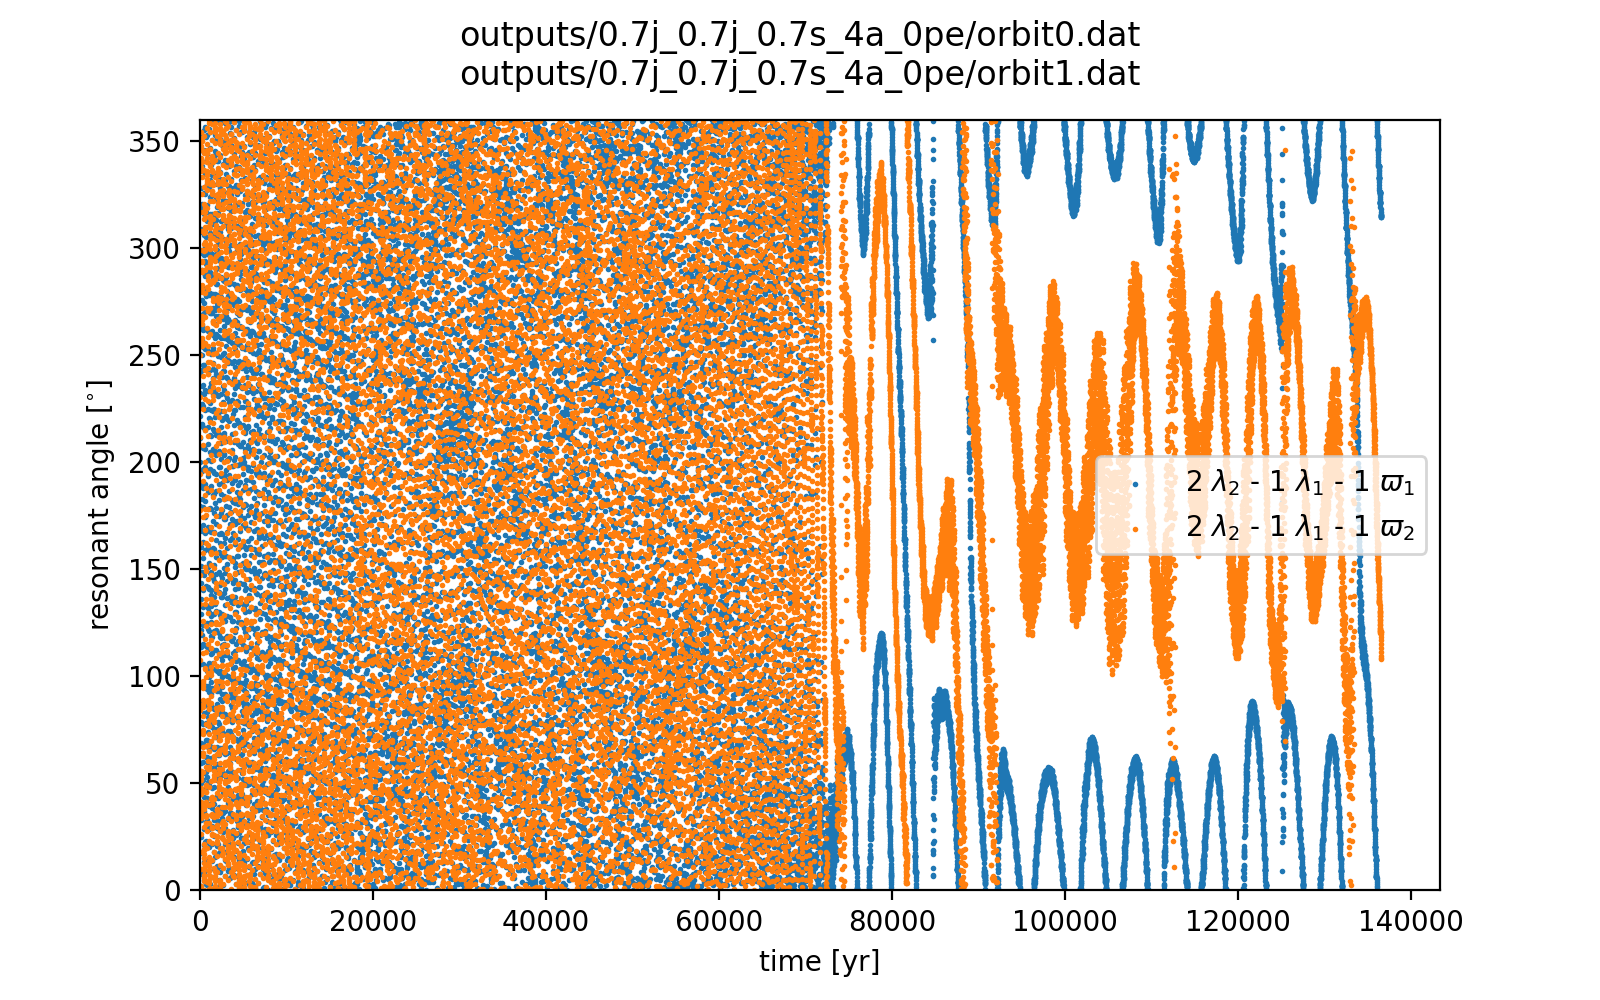 outputs/0.7j_0.7j_0.7s_4a_0pe/orbit0.dat
outputs/0.7j_0.7j_0.7s_4a_0pe/orbit1.dat
350
300
250
200
150
100
50
0
resonant angle [°]
2 λ₂ - 1 λ₁ - 1 ϖ₁
2 λ₂ - 1 λ₁ - 1 ϖ₂
0 20000 40000 60000 80000 100000 120000 140000
time [yr]